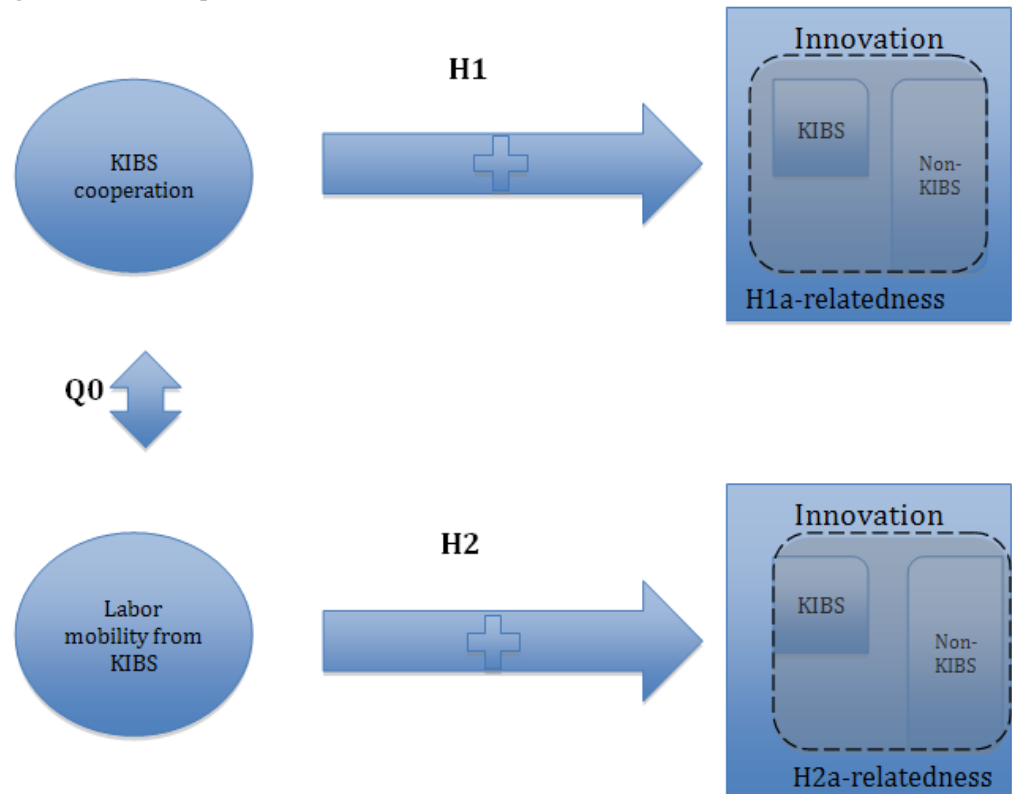 Innovation
H1
KIBS
KIBS
cooperation
Non-
KIBS
H1a-relatedness
Q0
Innovation
H2
KIBS
Labor
mobility from
KIBS
Non-
KIBS
H2a-relatedness